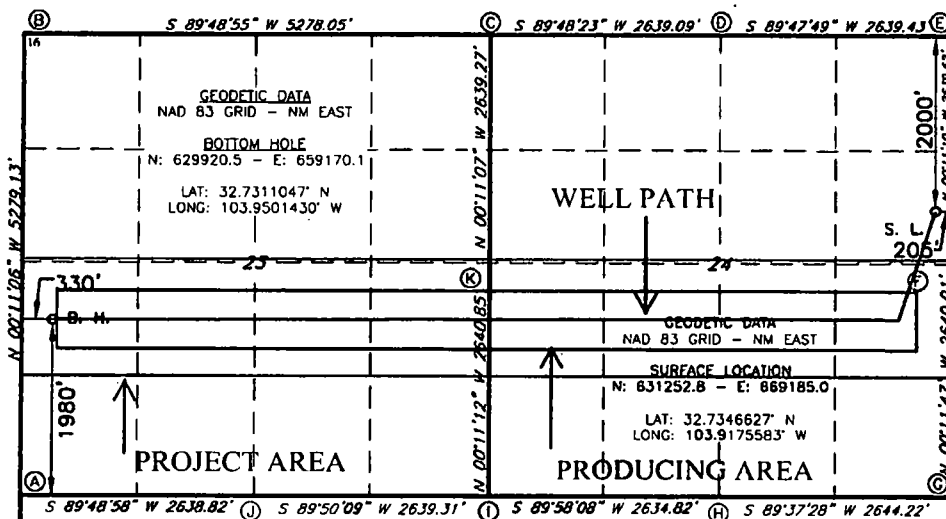 B S 89'48'55" W 5278.05' C S 89'48'23" W 2639.09' D S 89'47'49" W 2639.43' E
16
GEODETIC DATA
NAD 83 GRID - NM EAST
BOTTOM HOLE
N: 629920.5 - E: 659170.1
LAT: 32.7311047' N
LONG: 103.9501430' W
N 00'11'06" W 5279.13'
N 00'11'07" W 2639.27'
2000'
WELL PATH
S. L.
205'
23
24
K
F
330'
B. H.
GEODETIC DATA
NAD 83 GRID - NM EAST
SURFACE LOCATION
N: 631252.8 - E: 669185.0
LAT: 32.7346627' N
LONG: 103.9175583' W
1980'
N 00'11'12" W 2640.85'
PROJECT AREA
PRODUCING AREA
A S 89'48'58" W 2638.82' J S 89'50'09" W 2639.31' I S 89'58'08" W 2634.82' H S 89'37'28" W 2644.22' G